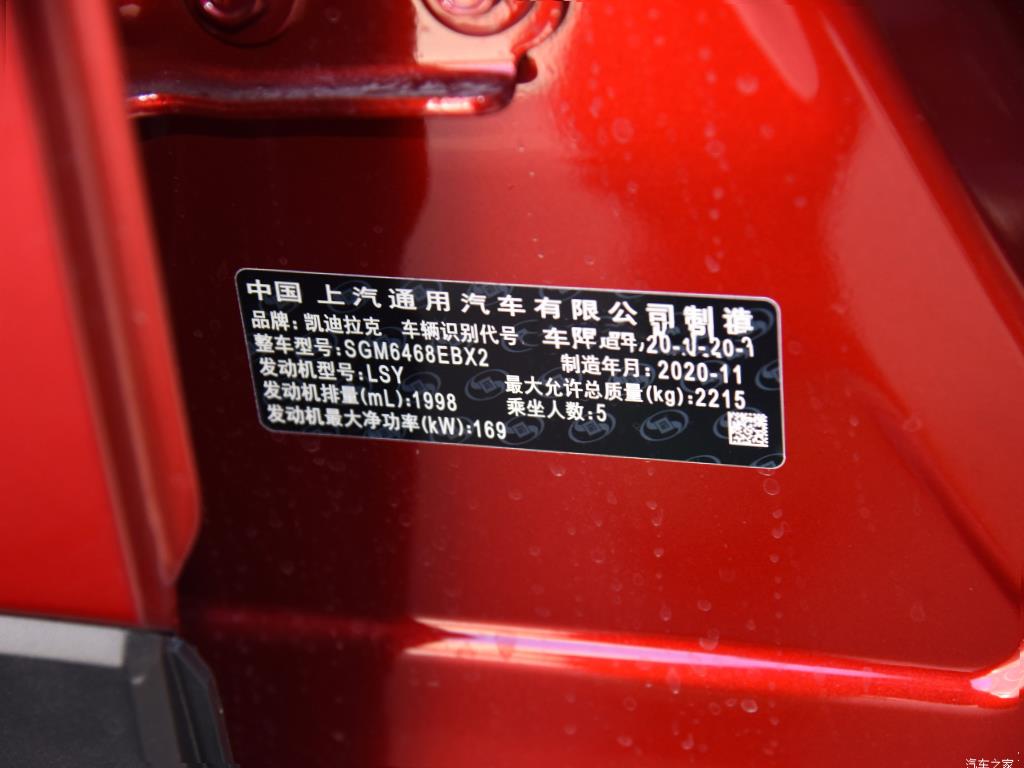 中国 上汽通用汽车有限公司制造
品牌: 凯迪拉克 车辆识别代号
整车型号:SGM6468EBX2 制造年月:2020-11
发动机型号:LSY 最大允许总质量(kg):2215
发动机排量(mL):1998 乘坐人数:5
发动机最大净功率(kW):169
汽车之家